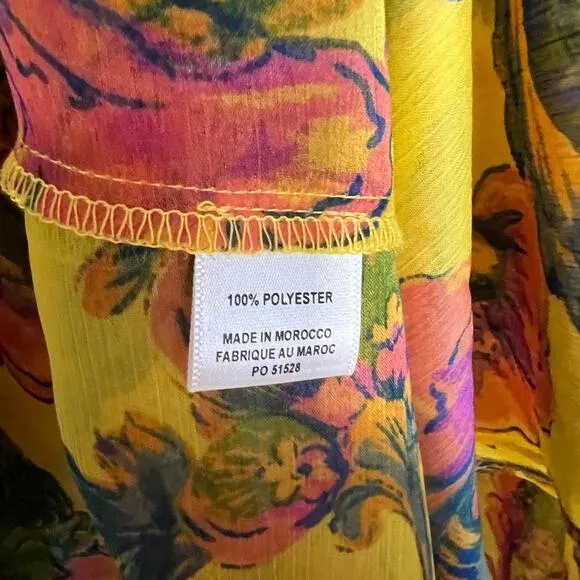 100% POLYESTER
MADE IN MOROCCO
FABRIQUE AU MAROC
PO 51528